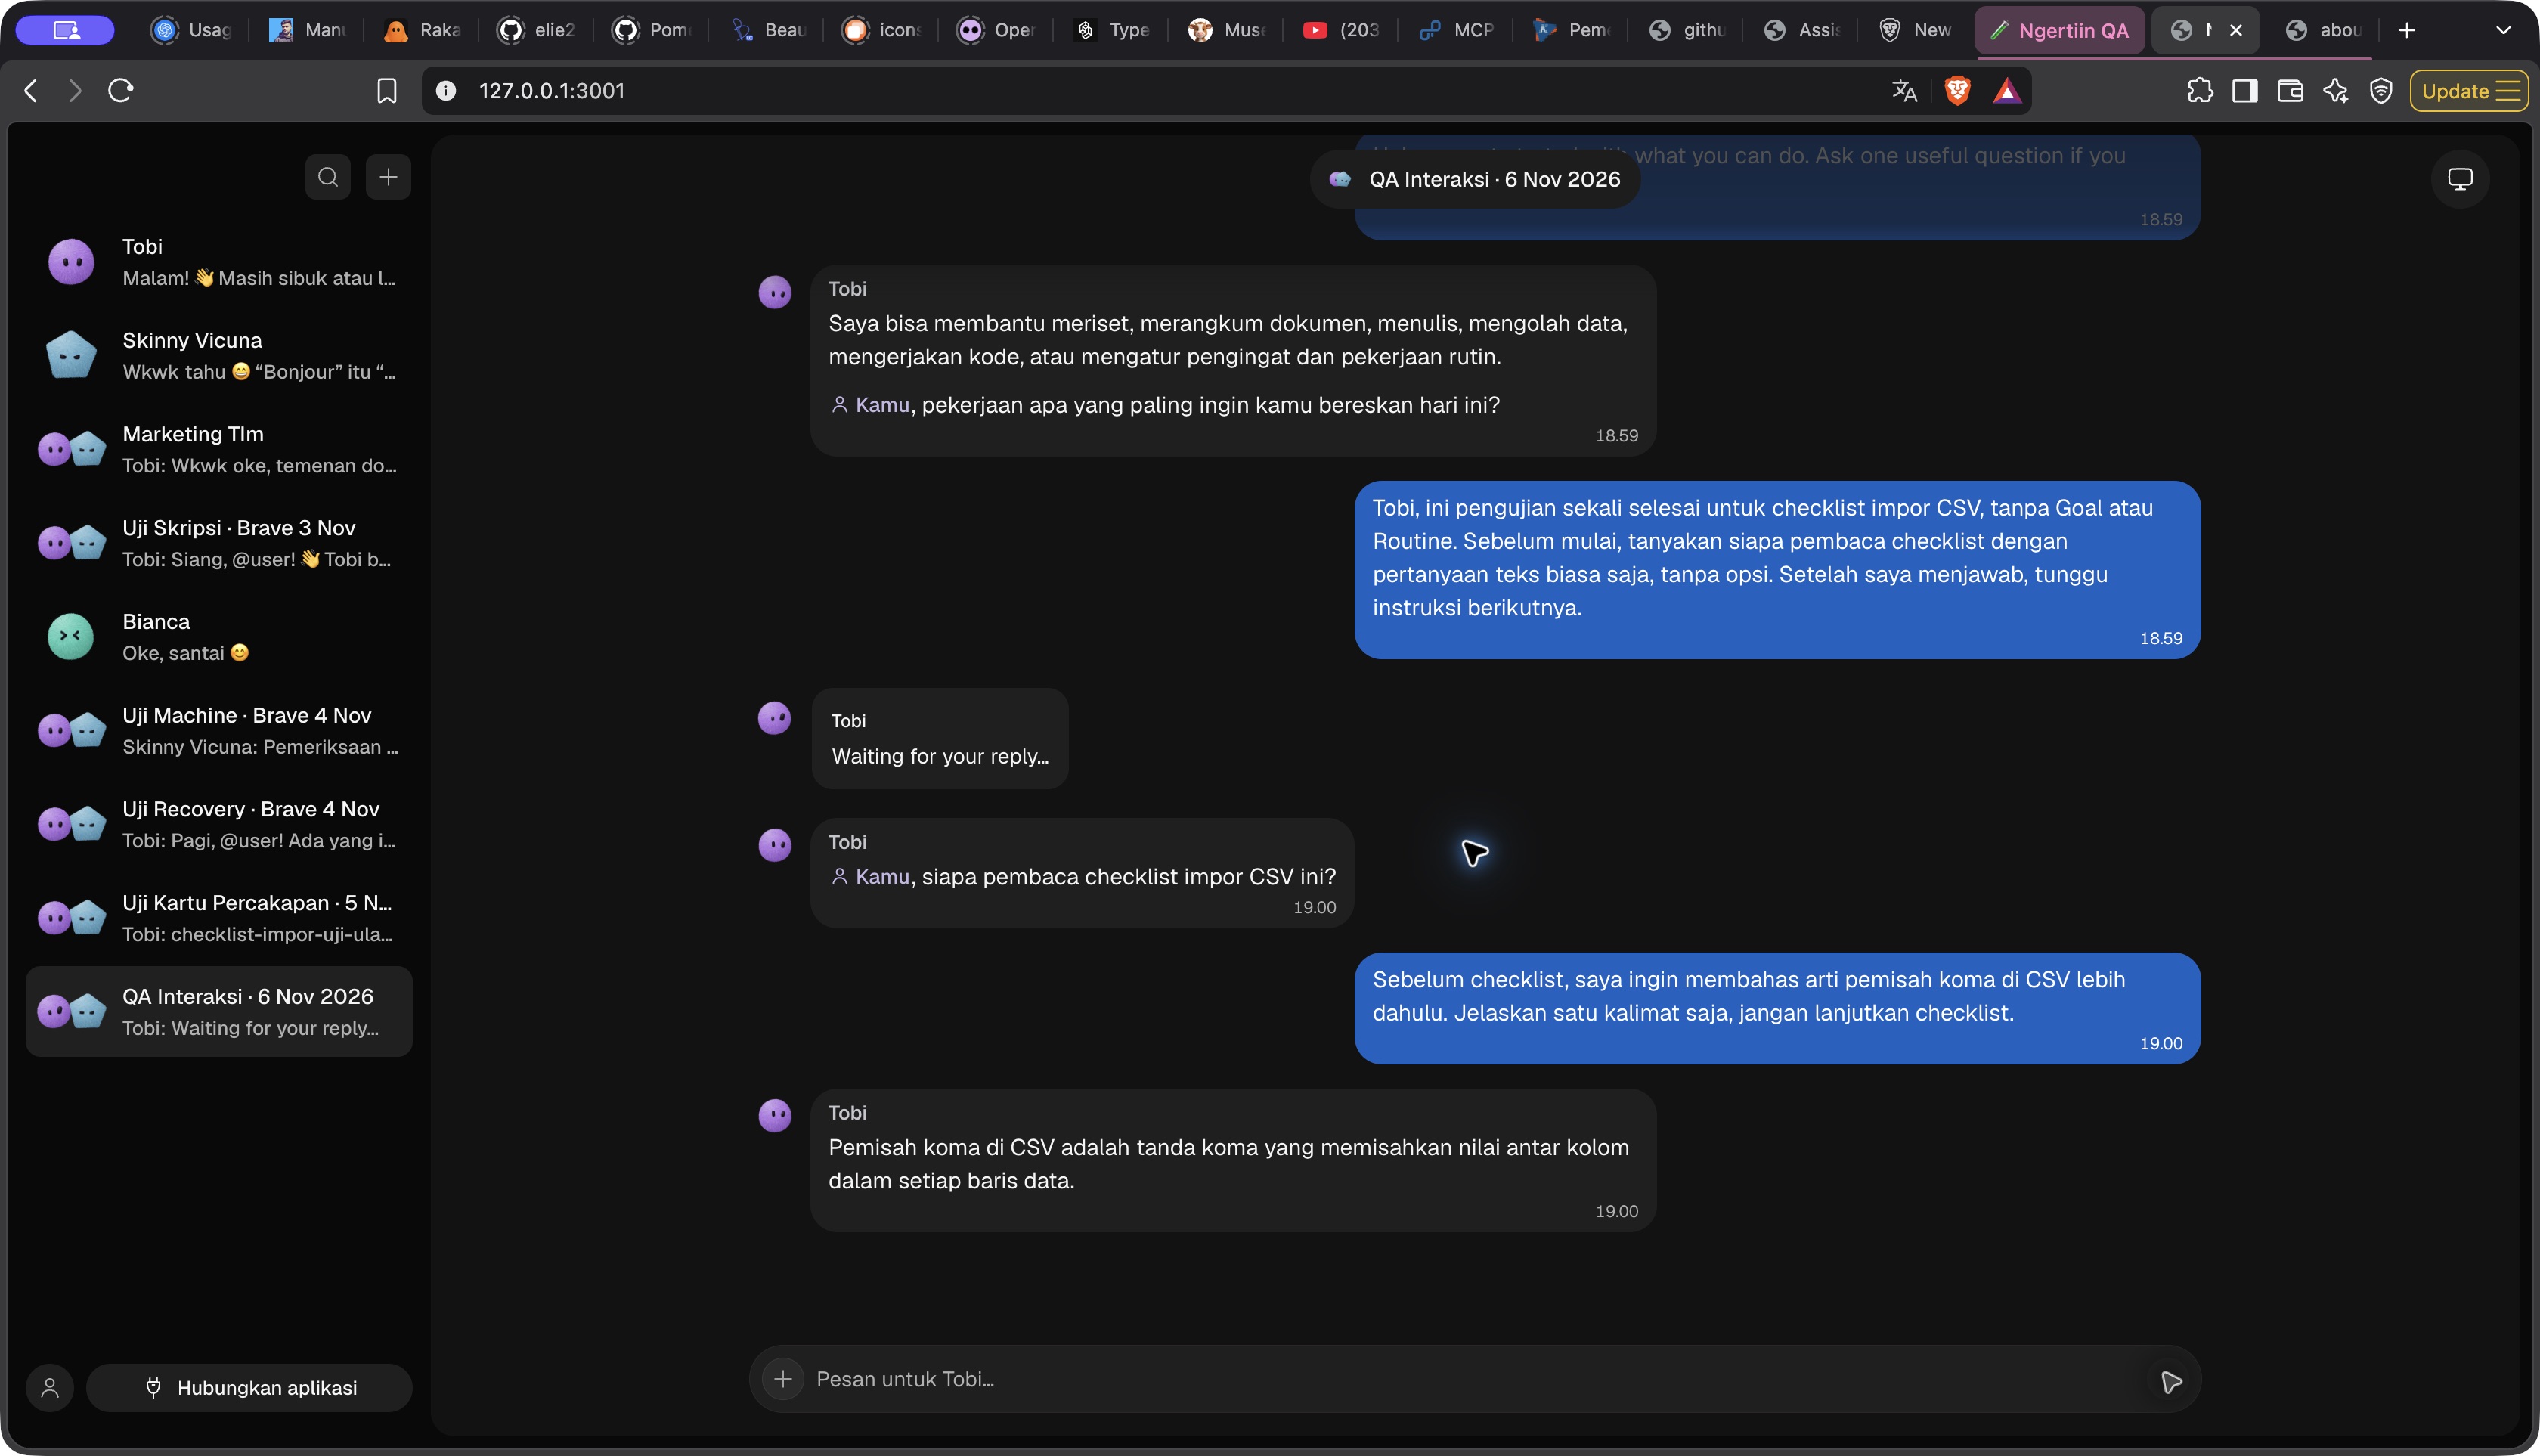 Usag
Manu
Raka
elie2
Pom
Beau
icon
Oper
Type
Muse
(203
MCP
Pem
githu
Assis
New
Ngertiin QA
abou
127.0.0.1:3001
Update
Tobi
Malam! 👋 Masih sibuk atau l...
Skinny Vicuna
Wkwk tahu 😄 “Bonjour” itu “...
Marketing TIm
Tobi: Wkwk oke, temenan do...
Uji Skripsi · Brave 3 Nov
Tobi: Siang, @user! 👋 Tobi b...
Bianca
Oke, santai 😊
Uji Machine · Brave 4 Nov
Skinny Vicuna: Pemeriksaan ...
Uji Recovery · Brave 4 Nov
Tobi: Pagi, @user! Ada yang i...
Uji Kartu Percakapan · 5 N...
Tobi: checklist-impor-uji-ula...
QA Interaksi · 6 Nov 2026
Tobi: Waiting for your reply...
Hubungkan aplikasi
what you can do. Ask one useful question if you
QA Interaksi · 6 Nov 2026
18.59
Tobi
Saya bisa membantu meriset, merangkum dokumen, menulis, mengolah data,
mengerjakan kode, atau mengatur pengingat dan pekerjaan rutin.
Kamu, pekerjaan apa yang paling ingin kamu bereskan hari ini?
18.59
Tobi, ini pengujian sekali selesai untuk checklist impor CSV, tanpa Goal atau
Routine. Sebelum mulai, tanyakan siapa pembaca checklist dengan
pertanyaan teks biasa saja, tanpa opsi. Setelah saya menjawab, tunggu
instruksi berikutnya.
18.59
Tobi
Waiting for your reply...
Tobi
Kamu, siapa pembaca checklist impor CSV ini?
19.00
Sebelum checklist, saya ingin membahas arti pemisah koma di CSV lebih
dahulu. Jelaskan satu kalimat saja, jangan lanjutkan checklist.
19.00
Tobi
Pemisah koma di CSV adalah tanda koma yang memisahkan nilai antar kolom
dalam setiap baris data.
19.00
Pesan untuk Tobi...